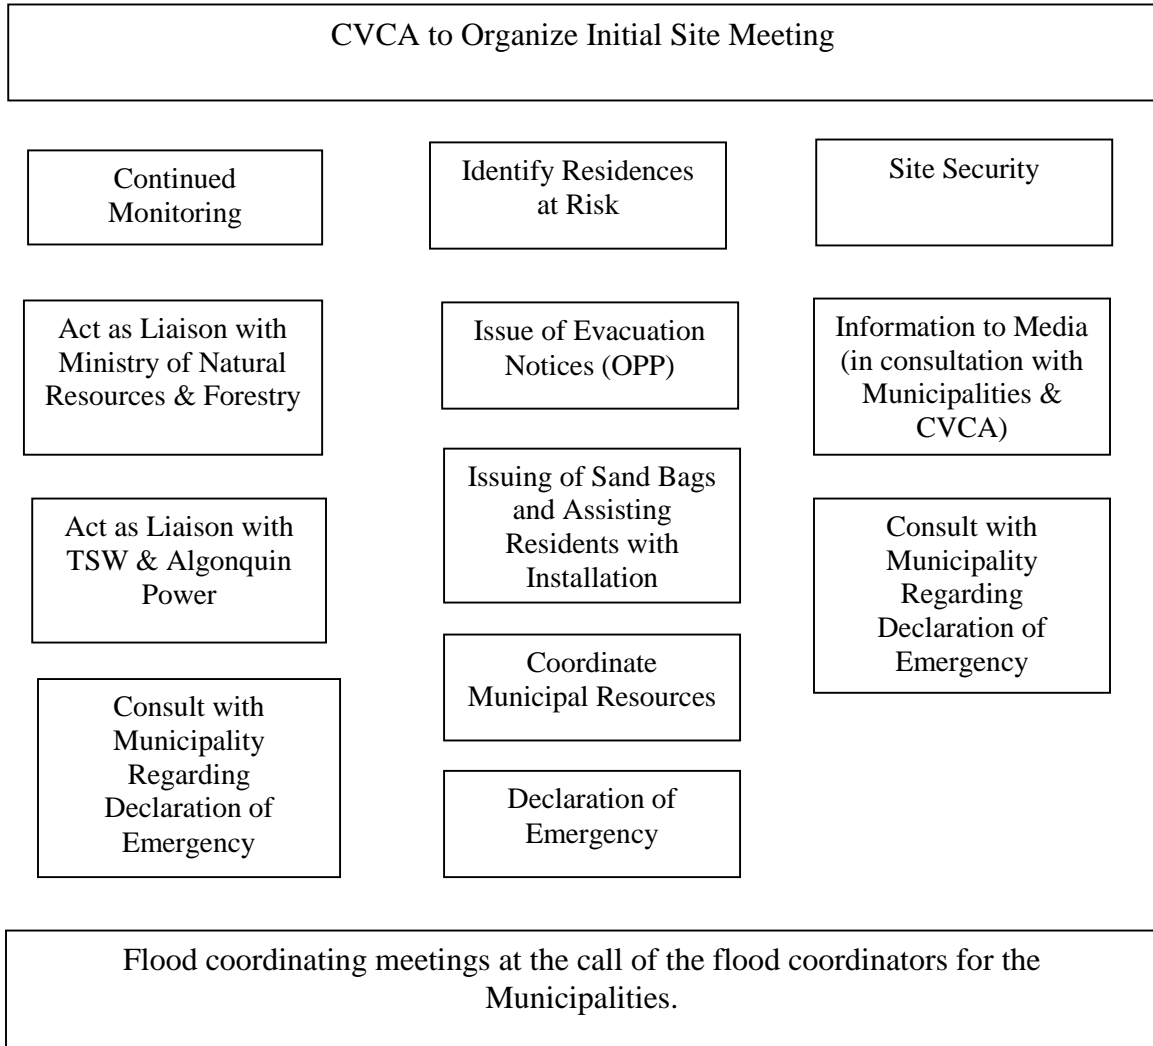 CVCA to Organize Initial Site Meeting
Continued
Monitoring
Identify Residences
at Risk
Site Security
Act as Liaison with
Ministry of Natural
Resources & Forestry
Issue of Evacuation
Notices (OPP)
Information to Media
(in consultation with
Municipalities &
CVCA)
Act as Liaison with
TSW & Algonquin
Power
Issuing of Sand Bags
and Assisting
Residents with
Installation
Consult with
Municipality
Regarding
Declaration of
Emergency
Consult with
Municipality
Regarding
Declaration of
Emergency
Coordinate
Municipal Resources
Declaration of
Emergency
Flood coordinating meetings at the call of the flood coordinators for the
Municipalities.